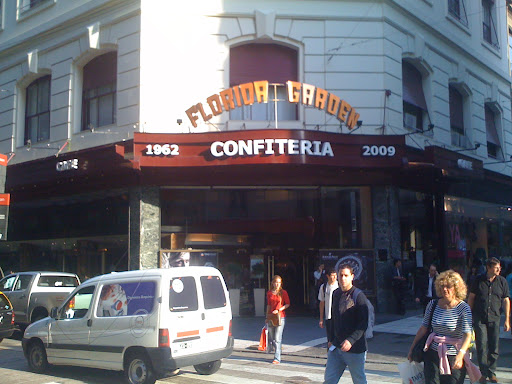 FLORIDA GARDEN
1962 CONFITERIA 2009